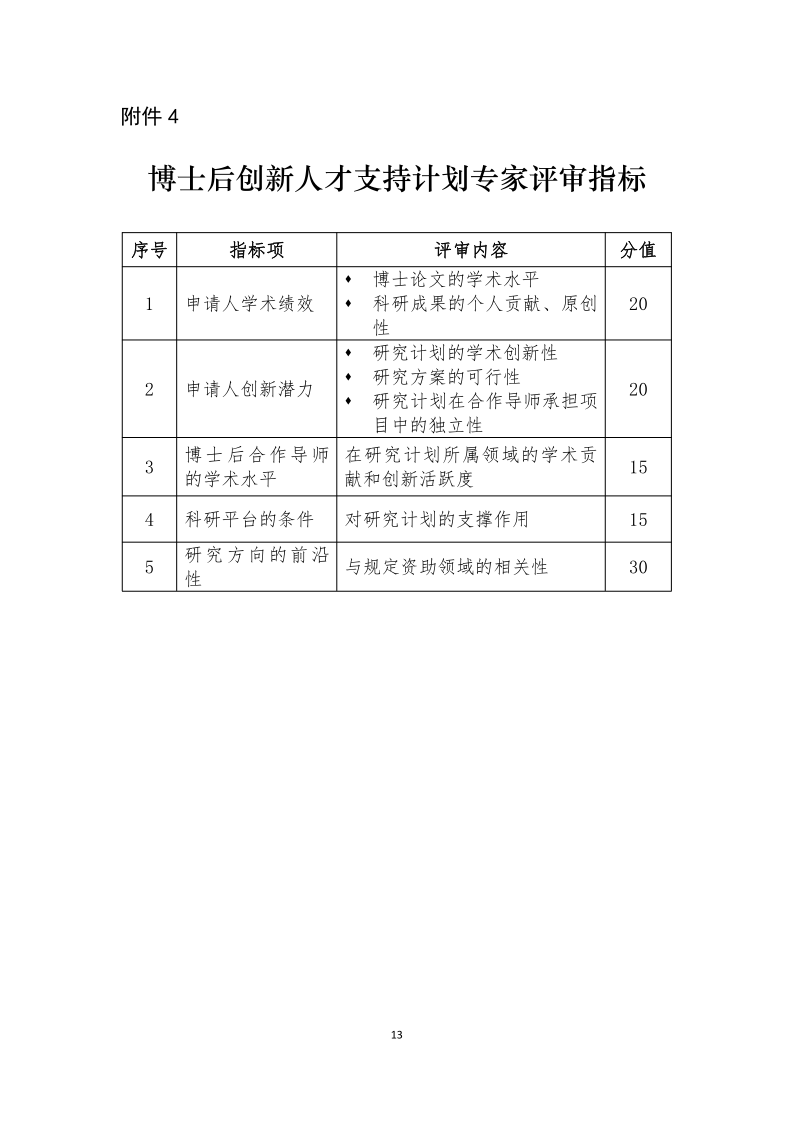 附件 4
博士后创新人才支持计划专家评审指标
序号 指标项 评审内容 分值
1 申请人学术绩效
♦ 博士论文的学术水平
♦ 科研成果的个人贡献、原创
性
20
2 申请人创新潜力
♦ 研究计划的学术创新性
♦ 研究方案的可行性
♦ 研究计划在合作导师承担项
目中的独立性
20
3
博士后合作导师
的学术水平
在研究计划所属领域的学术贡
献和创新活跃度
15
4 科研平台的条件 对研究计划的支撑作用 15
5
研究方向的前沿
性
与规定资助领域的相关性 30
13